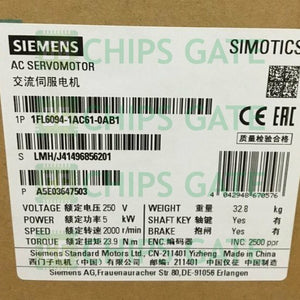 CHIPS GATE
SIEMENS
SIMOTICS
AC SERVOMOTOR
交流伺服电机
1P 1FL6094-1AC61-0AB1
质量检验合格
S LMH/J41496856201
P A5E03647503
4 042948 670576
VOLTAGE 额定电压 250 V
POWER 额定功率 5 kW
SPEED 额定转速 2000 r/min
TORQUE 额定扭矩 23.9 N m
WEIGHT 重量 32.8 kg
SHAFT KEY 轴键 Yes 有
BRAKE 抱闸 Yes 有
ENC 编码器 INC 2500 ppr
Siemens Standard Motors Ltd. CN-211401 Yizheng Made in China
西门子电机(中国)有限公司 211401 中国 仪征 中国制造
Siemens AG,Frauenauracher Str 80,DE-91056 Erlangen